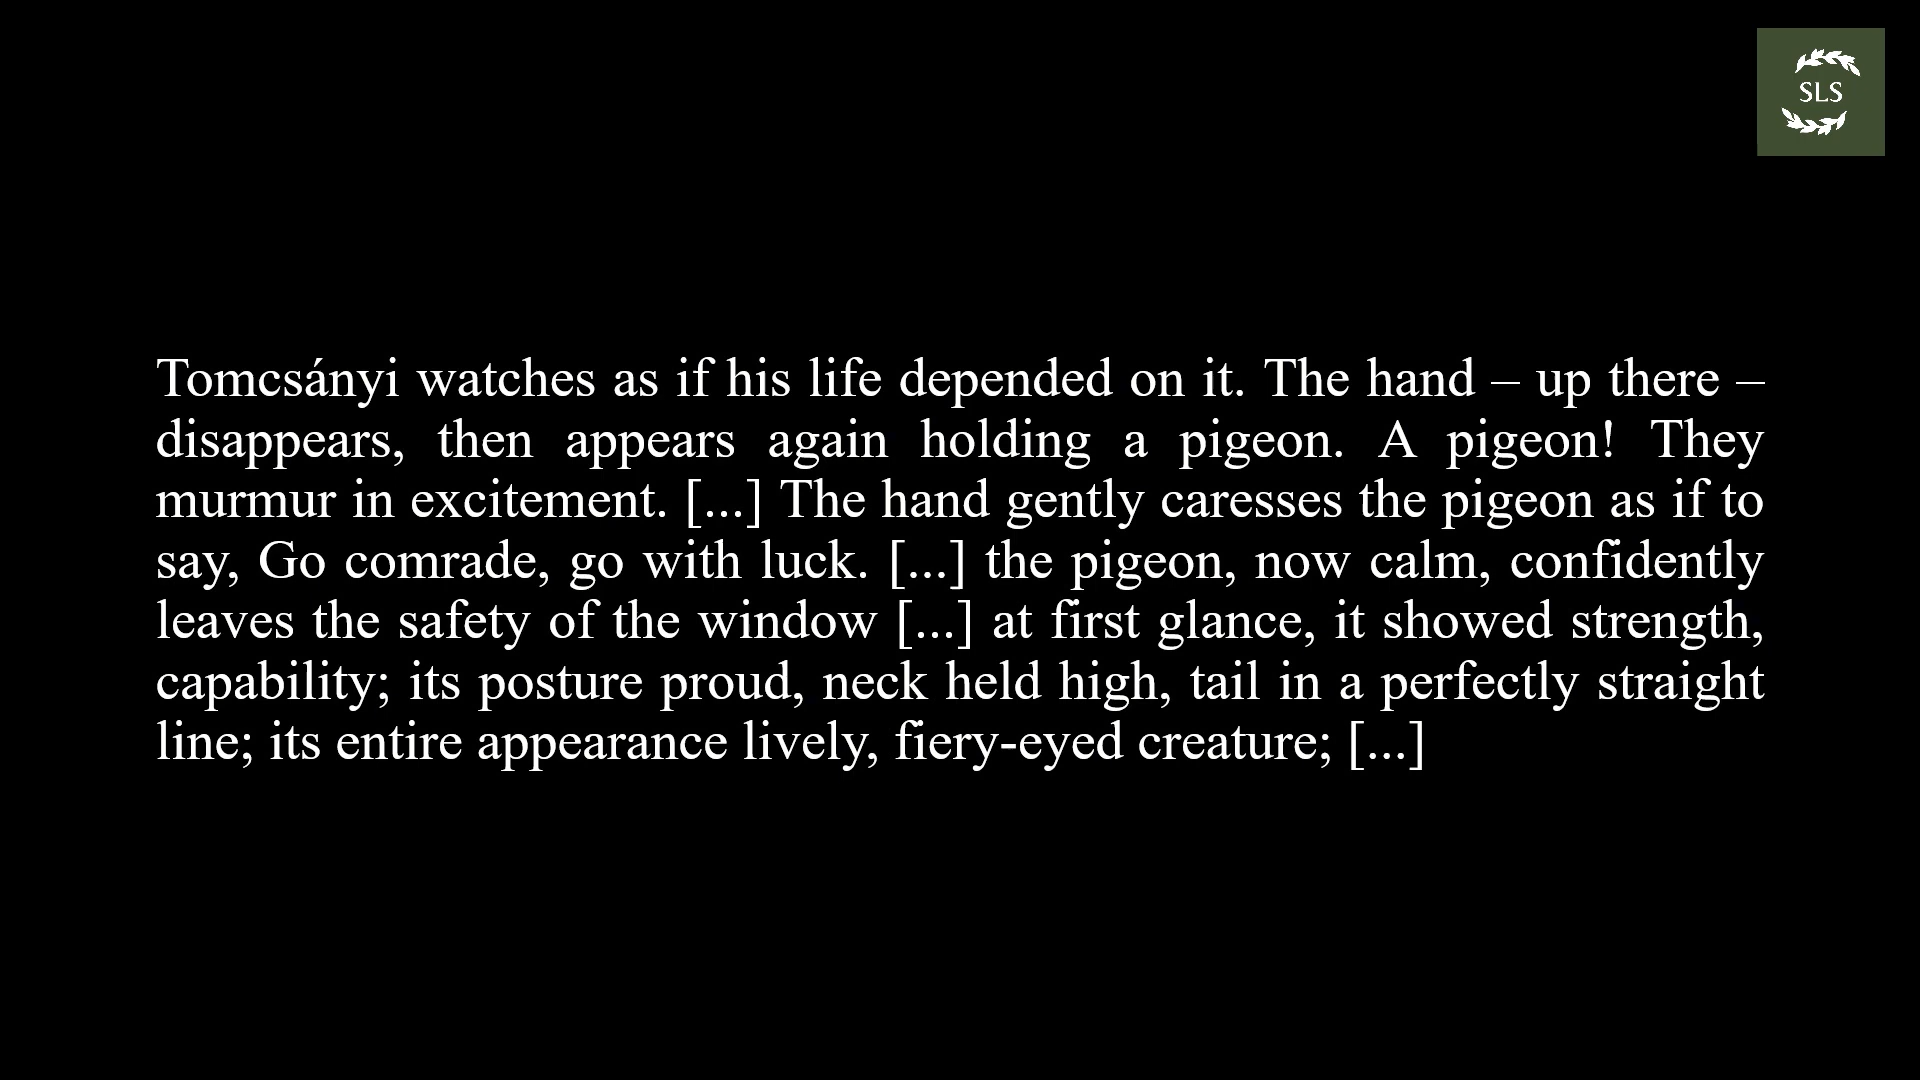 SLS
Tomcsányi watches as if his life depended on it. The hand – up there –
disappears, then appears again holding a pigeon. A pigeon! They
murmur in excitement. [...] The hand gently caresses the pigeon as if to
say, Go comrade, go with luck. [...] the pigeon, now calm, confidently
leaves the safety of the window [...] at first glance, it showed strength,
capability; its posture proud, neck held high, tail in a perfectly straight
line; its entire appearance lively, fiery-eyed creature; [...]